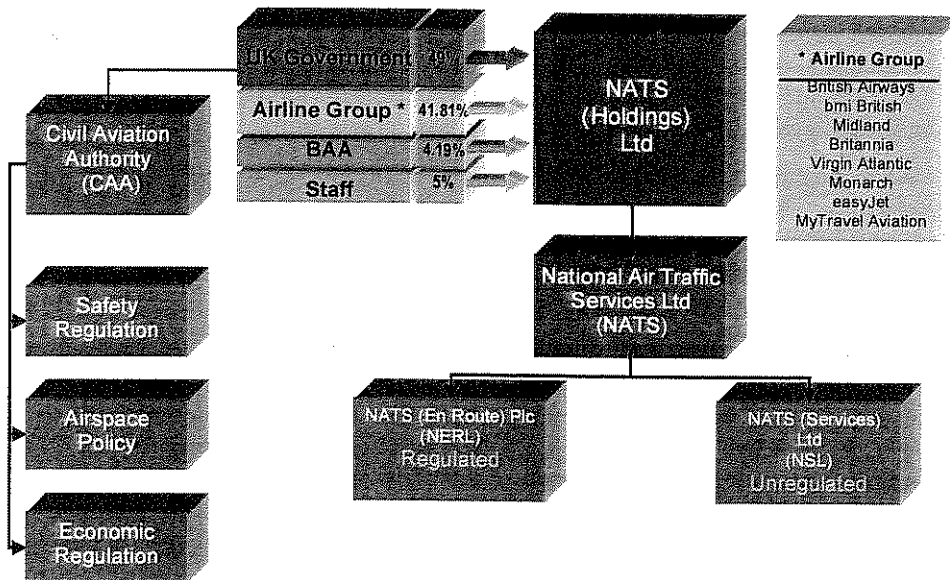 UK Government 49%
Airline Group * 41.81%
BAA 4.19%
Staff 5%
NATS
(Holdings)
Ltd
* Airline Group
British Airways
bmi British
Midland
Britannia
Virgin Atlantic
Monarch
easyJet
MyTravel Aviation
Civil Aviation
Authority
(CAA)
Safety
Regulation
Airspace
Policy
Economic
Regulation
National Air Traffic
Services Ltd
(NATS)
NATS (En Route) Plc
(NERL)
Regulated
NATS (Services)
Ltd
(NSL)
Unregulated